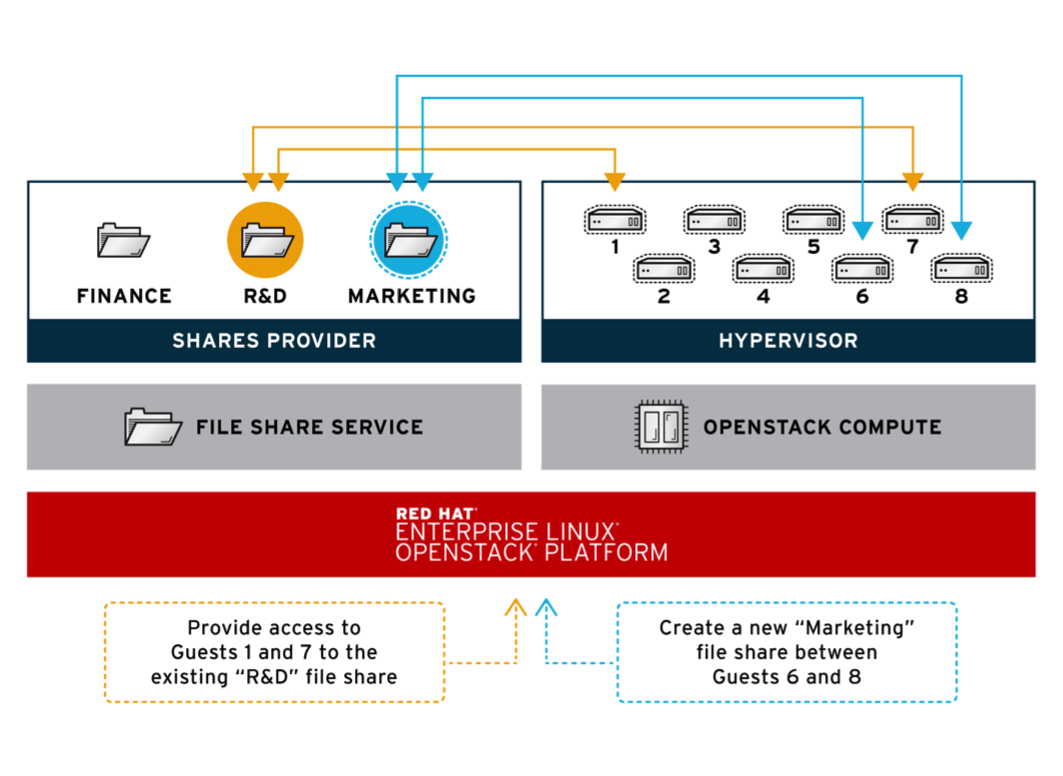 FINANCE
R&D
MARKETING
SHARES PROVIDER
1
3
5
7
2
4
6
8
HYPERVISOR
FILE SHARE SERVICE
OPENSTACK COMPUTE
RED HAT®
ENTERPRISE LINUX®
OPENSTACK® PLATFORM
Provide access to
Guests 1 and 7 to the
existing “R&D” file share
Create a new “Marketing”
file share between
Guests 6 and 8